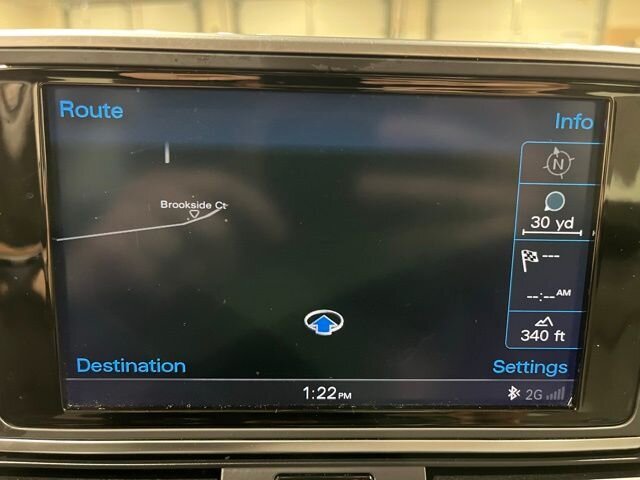 Route
Info
N
Brookside Ct
30 yd
---
--:-- AM
340 ft
Destination
Settings
1:22 PM
2G